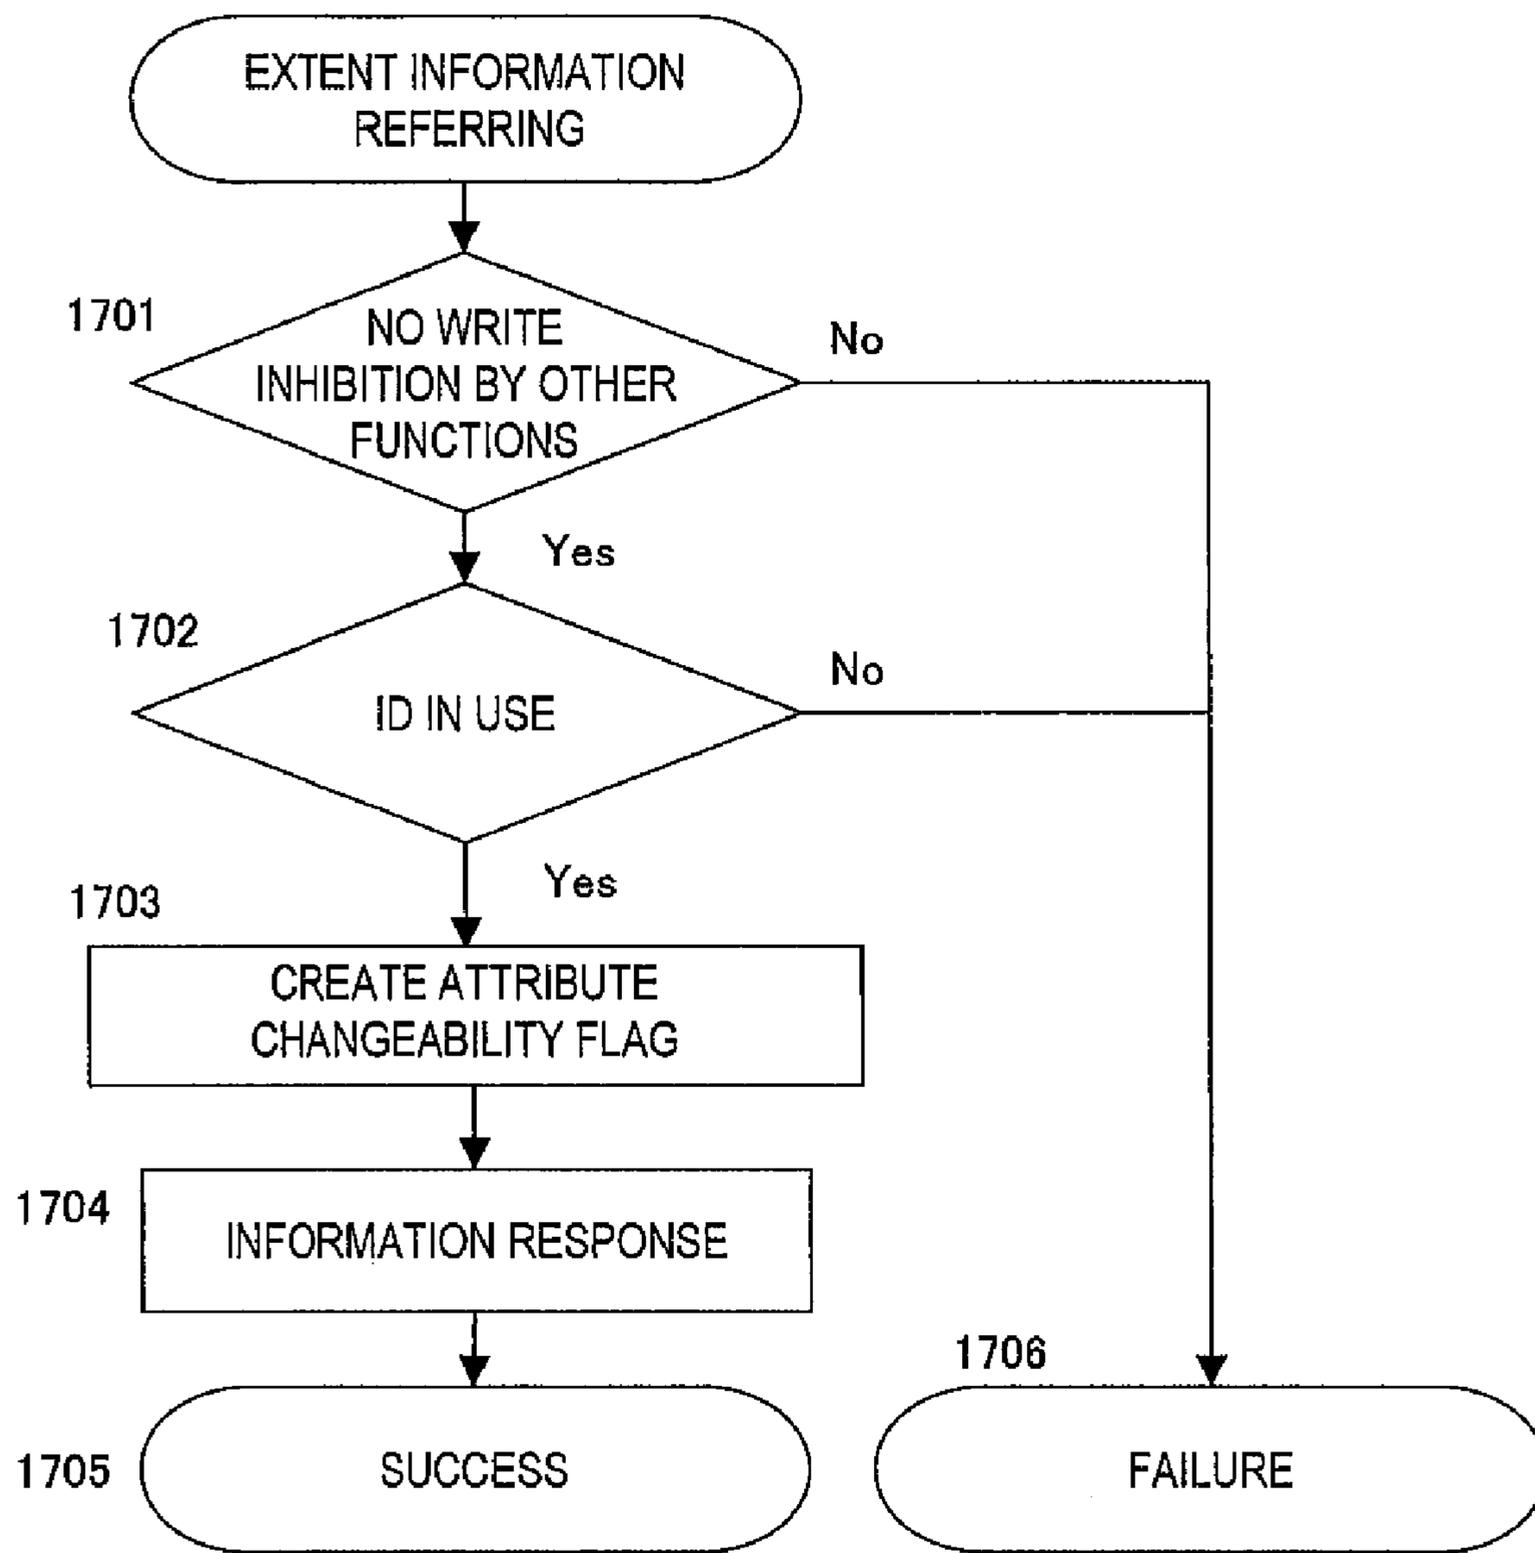 EXTENT INFORMATION
REFERRING
1701
NO WRITE
INHIBITION BY OTHER
FUNCTIONS
No
Yes
1702
ID IN USE
No
Yes
1703
CREATE ATTRIBUTE
CHANGEABILITY FLAG
1704
INFORMATION RESPONSE
1705
SUCCESS
1706
FAILURE